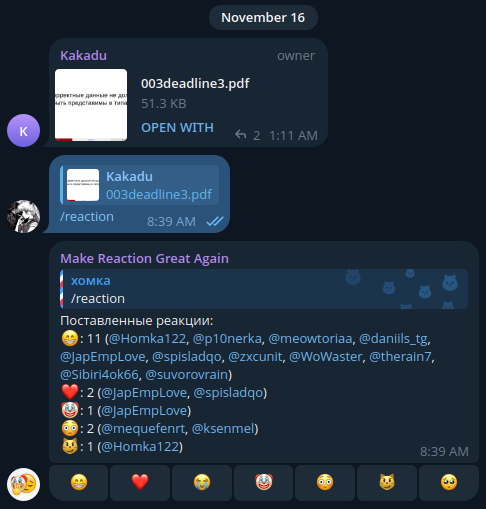 November 16
Kakadu owner
рректные данные не дол
ыть представимы в типа
003deadline3.pdf
51.3 KB
OPEN WITH
2 1:11 AM
K
Kakadu
003deadline3.pdf
/reaction
8:39 AM
Make Reaction Great Again
хомка
/reaction
Поставленные реакции:
😁: 11 (@Homka122, @p10nerka, @meowtoriaa, @daniils_tg,
@JapEmpLove, @spisladqo, @zxcunit, @WoWaster, @therain7,
@Sibiri4ok66, @suvorovrain)
❤️: 2 (@JapEmpLove, @spisladqo)
🤡: 1 (@JapEmpLove)
😳: 2 (@mequefenrt, @ksenmel)
😼: 1 (@Homka122)
8:39 AM